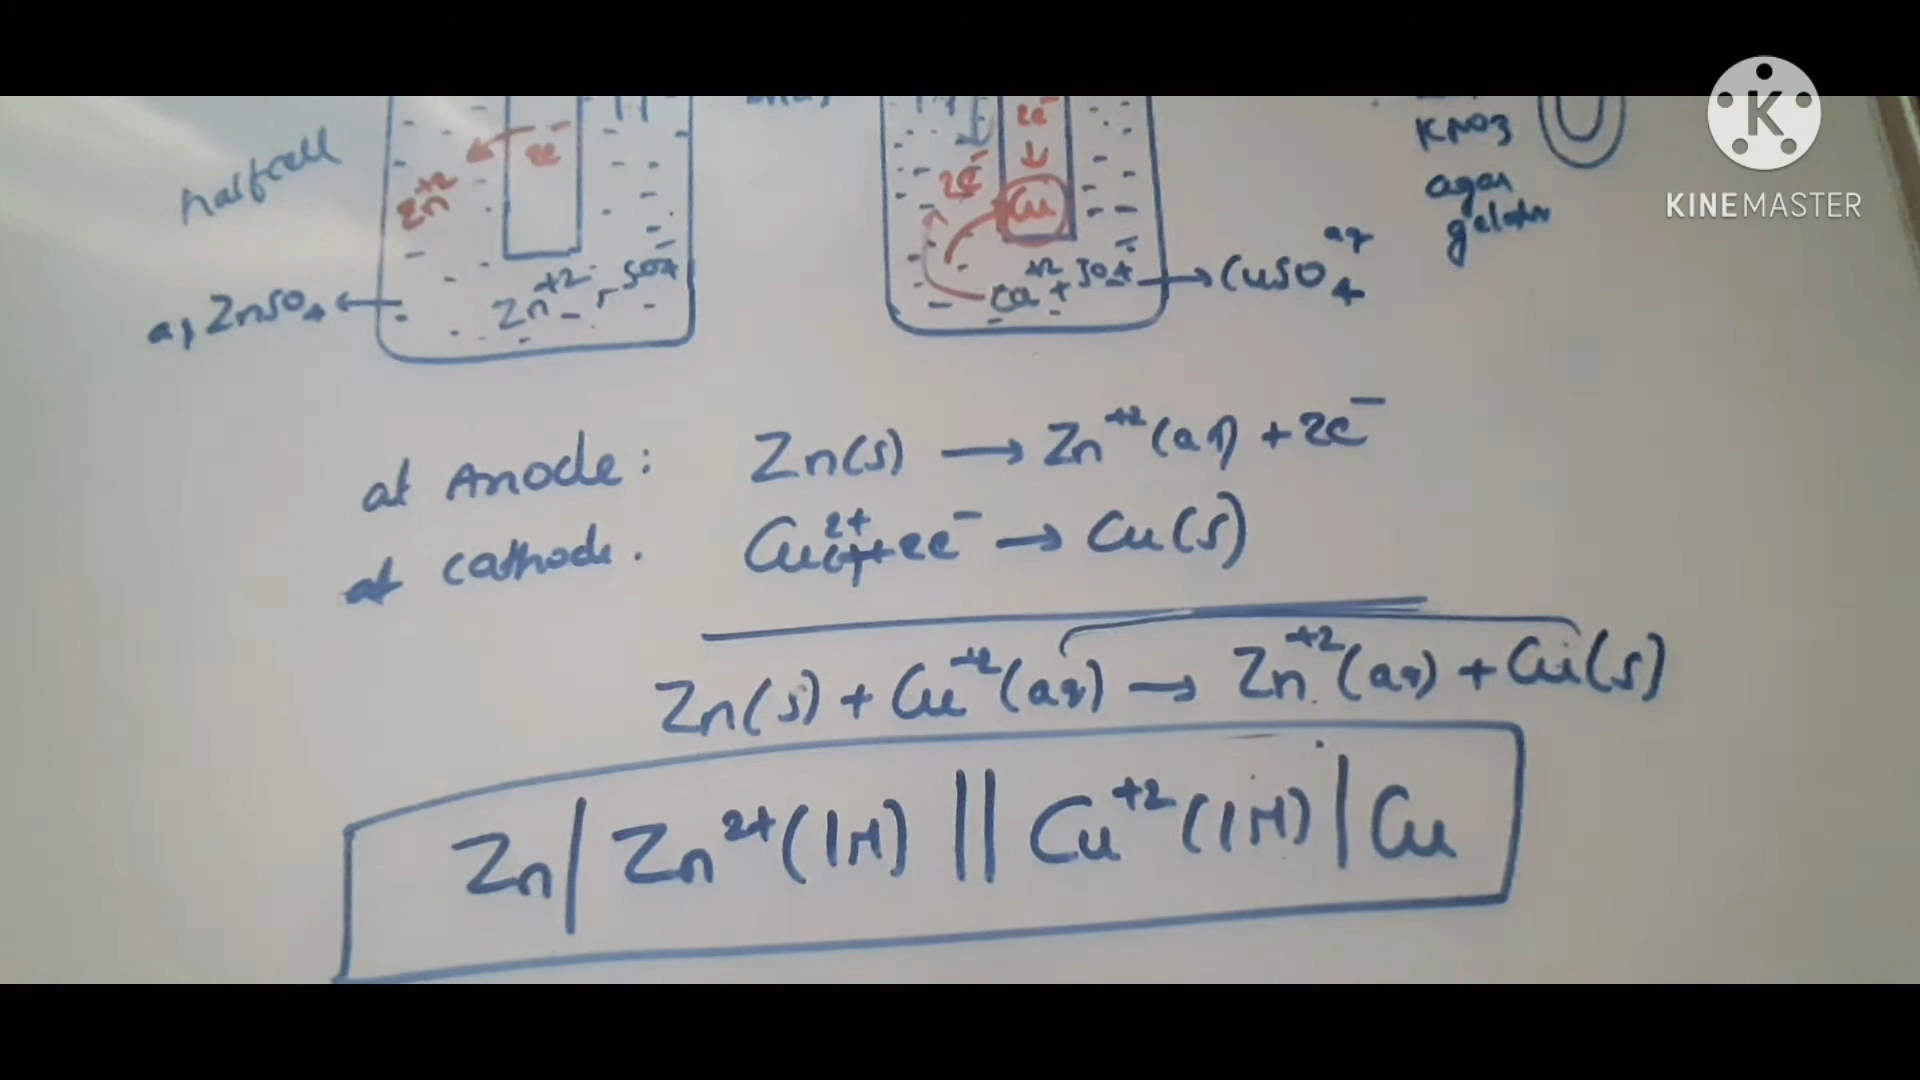 2e⁻
KNO3
halfcell
2e
2e⁻
agar
Zn⁺²
Cu
gelatin
KINEMASTER
aq
Zn⁺² + SO4
Cu⁺² + SO4
CuSO4
aq ZnSO4
at Anode: Zn(s) → Zn⁺²(aq) + 2e⁻
at cathode. Cu²⁺ + 2e⁻ → Cu(s)
Zn(s) + Cu⁺²(aq) → Zn⁺²(aq) + Cu(s)
Zn | Zn²⁺(1M) || Cu⁺²(1M) | Cu